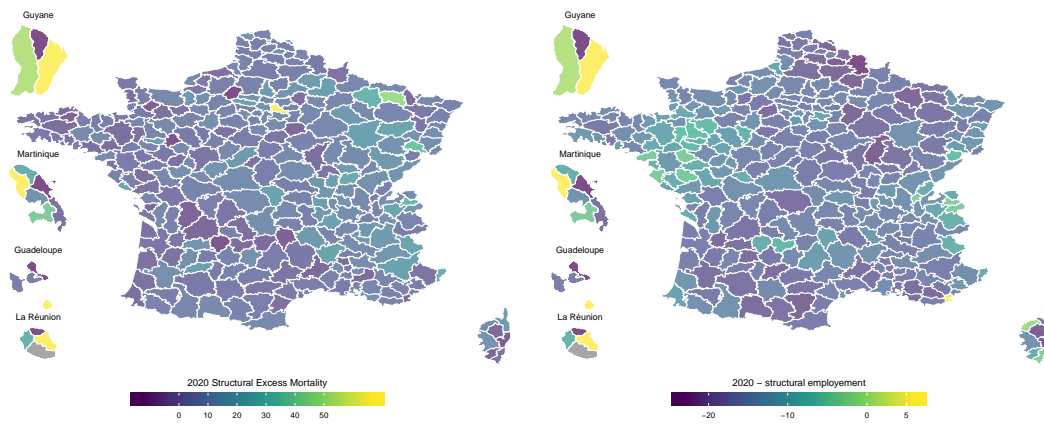 Guyane
Martinique
Guadeloupe
La Réunion
2020 Structural Excess Mortality
0 10 20 30 40 50
Guyane
Martinique
Guadeloupe
La Réunion
2020 − structural employement
−20 −10 0 5